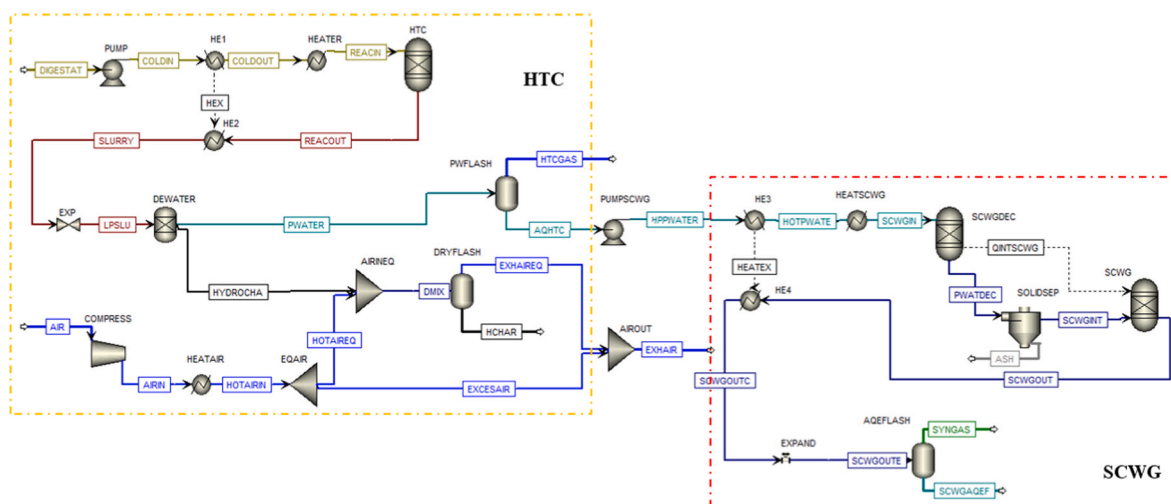 HTC
PUMP
HE1
HEATER
REACIN
DIGESTAT
COLDIN
COLDOUT
HTC
HEX
HE2
SLURRY
REACOUT
PWFLASH
HTCGAS
EXP
LPSLU
DEWATER
PWATER
AQHTC
PUMPSCWG
HPPWATER
HE3
HEATSCWG
HOTPWATE
SCWGIN
SCWGDEC
QINTSCWG
HEATEX
HE4
PWATDEC
SOLIDSEP
SCWG
SCWGINT
ASH
SCWGOUT
HYDROCHA
AIRINEQ
DRYFLASH
EXHAIREQ
DMIX
HCHAR
AIR
COMPRESS
HEATAIR
HOTAIREQ
EQAIR
AIRIN
HOTAIRIN
EXCESAIR
AIROUT
EXHAIR
SCWGOUTC
AQEFLASH
SYNGAS
EXPAND
SCWGOUTE
SCWGAQEF
SCWG